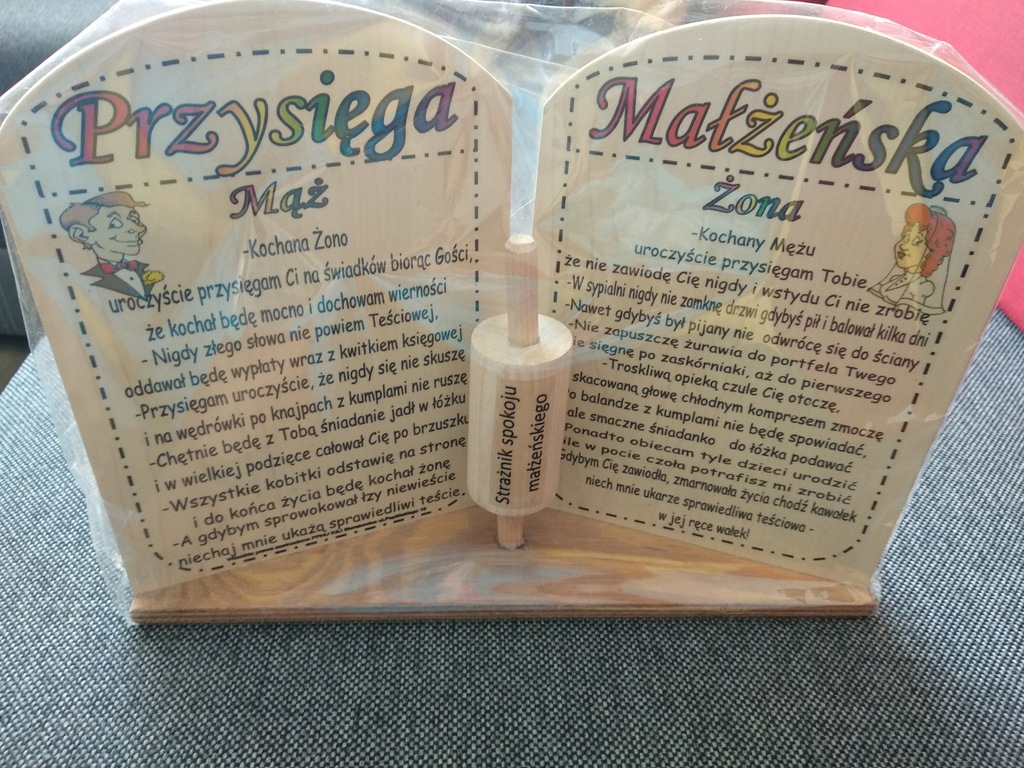 Przysięga
Mąż
-Kochana Żono
uroczyście przysięgam Ci na świadków biorąc Gości,
że kochał będę mocno i dochowam wierności
- Nigdy złego słowa nie powiem Teściowej,
oddawał będę wypłaty wraz z kwitkiem księgowej
-Przysięgam uroczyście, że nigdy się nie skuszę
i na wędrówki po knajpach z kumplami nie ruszę
-Chętnie będę z Tobą śniadanie jadł w łóżku
i w wielkiej podzięce całował Cię po brzuszku
-Wszystkie kobitki odstawię na stronę
i do końca życia będę kochał żonę
-A gdybym sprowokował łzy niewieście
niechaj mnie ukażą sprawiedliwi teście.
Strażnik spokoju
małżeńskiego
Małżeńska
Żona
-Kochany Mężu
uroczyście przysięgam Tobie,
że nie zawiodę Cię nigdy i wstydu Ci nie zrobię
-W sypialni nigdy nie zamknę drzwi gdybyś pił i balował kilka dni
-Nawet gdybyś był pijany nie odwrócę się do ściany
-Nie zapuszczę żurawia do portfela Twego
sięgnę po zaskórniaki, aż do pierwszego
-Troskliwą opieką czule Cię otoczę,
skacowaną głowę chłodnym kompresem zmoczę
balandze z kumplami nie będę spowiadać,
ale smaczne śniadanko do łóżka podawać
Ponadto obiecam tyle dzieci urodzić
ile w pocie czoła potrafisz mi zrobić
gdybym Cię zawiodła, zmarnowała życia chodź kawałek
niech mnie ukarze sprawiedliwa teściowa -
w jej ręce wałek!